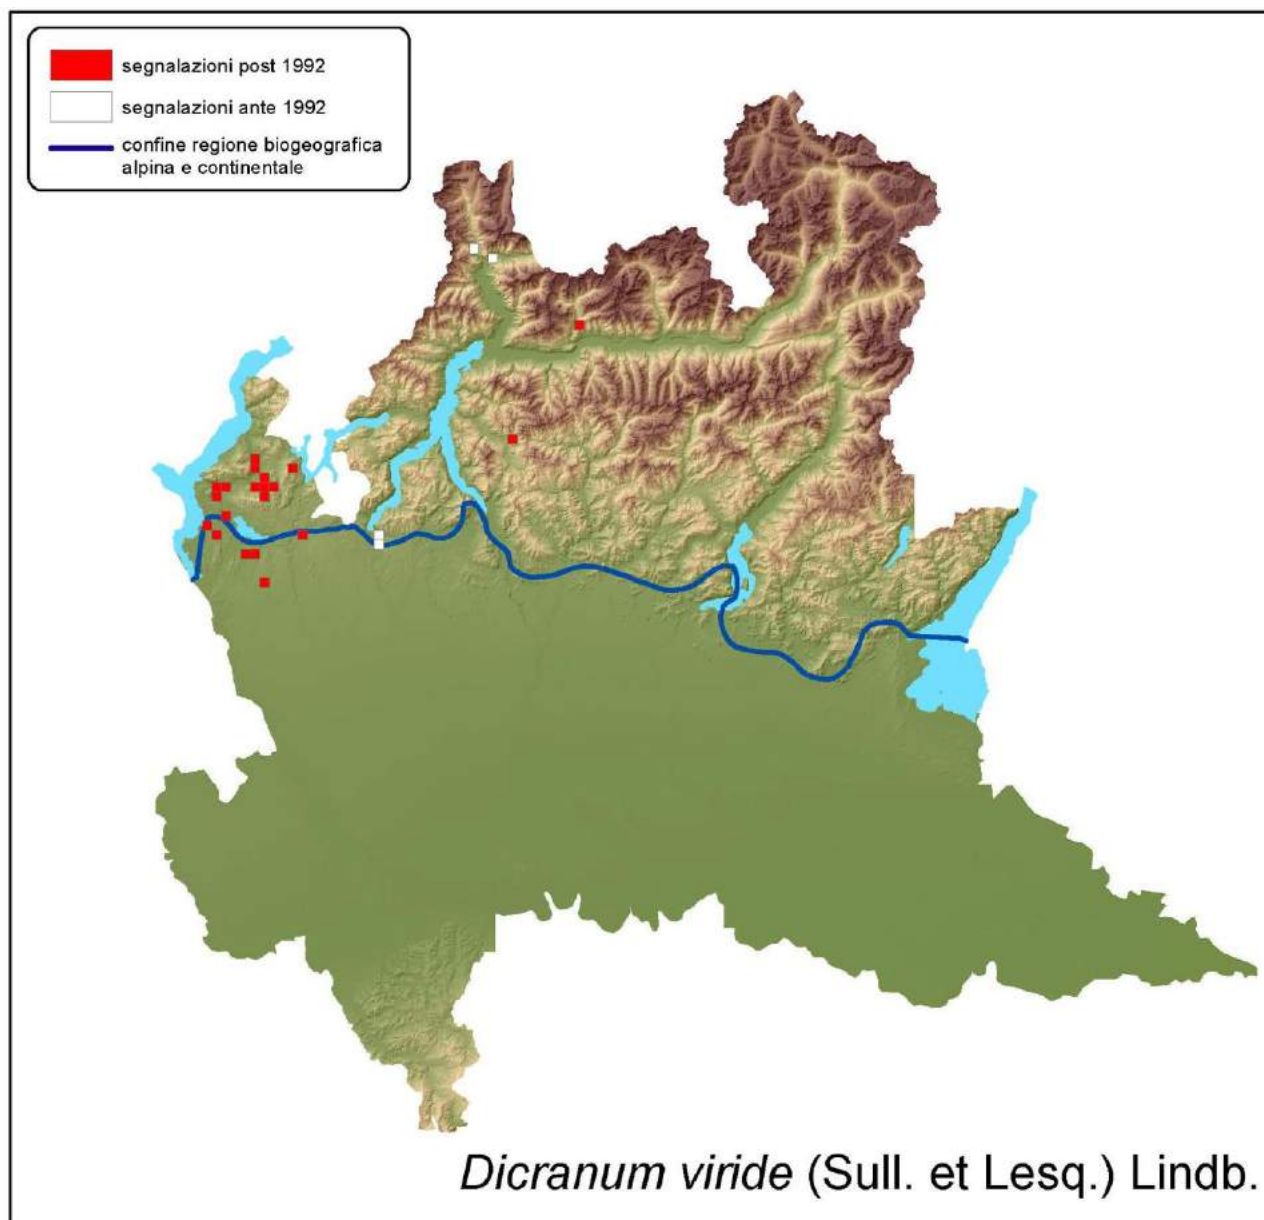 segnalazioni post 1992
segnalazioni ante 1992
confine regione biogeografica
alpina e continentale
Dicranum viride (Sull. et Lesq.) Lindb.